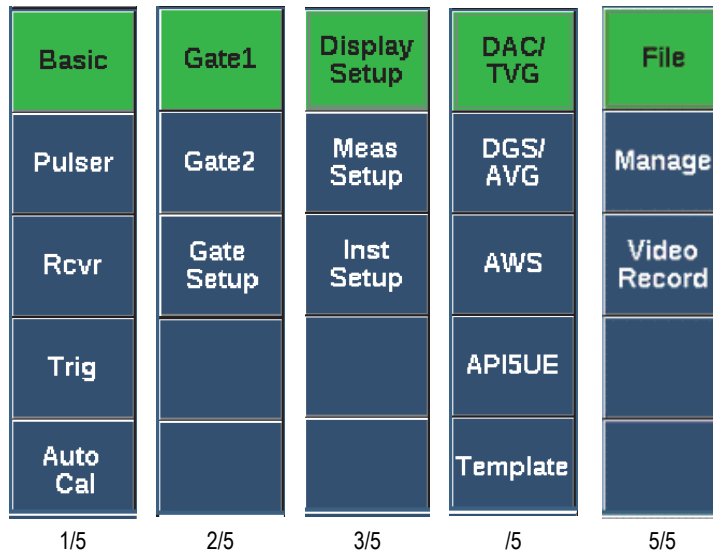 Basic
Pulser
Rcvr
Trig
Auto
Cal
1/5
Gate1
Gate2
Gate
Setup
2/5
Display
Setup
Meas
Setup
Inst
Setup
3/5
DAC/
TVG
DGS/
AVG
AWS
API5UE
Template
/5
File
Manage
Video
Record
5/5